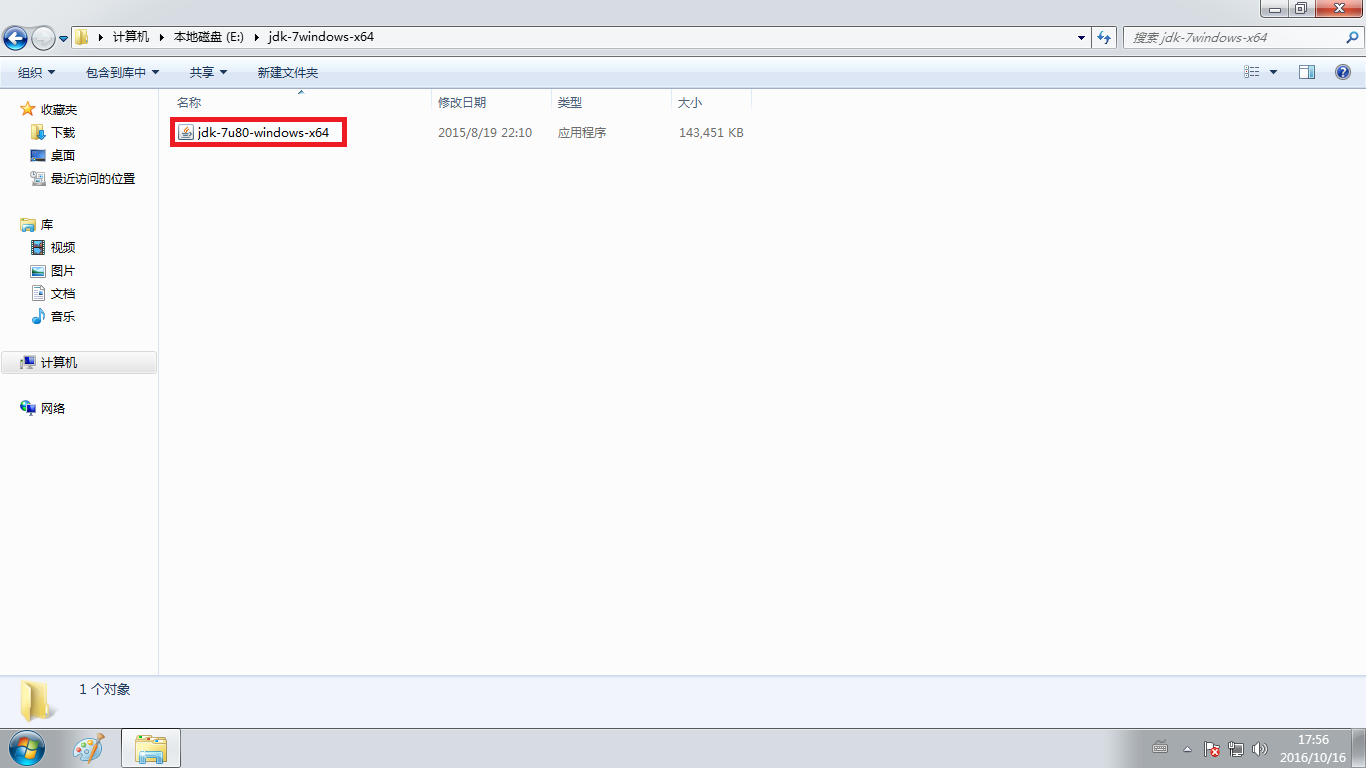 计算机 本地磁盘 (E:) jdk-7windows-x64 搜索 jdk-7windows-x64
组织 包含到库中 共享 新建文件夹
名称 修改日期 类型 大小
jdk-7u80-windows-x64 2015/8/19 22:10 应用程序 143,451 KB
收藏夹
下载
桌面
最近访问的位置
库
视频
图片
文档
音乐
计算机
网络
1 个对象
17:56
2016/10/16